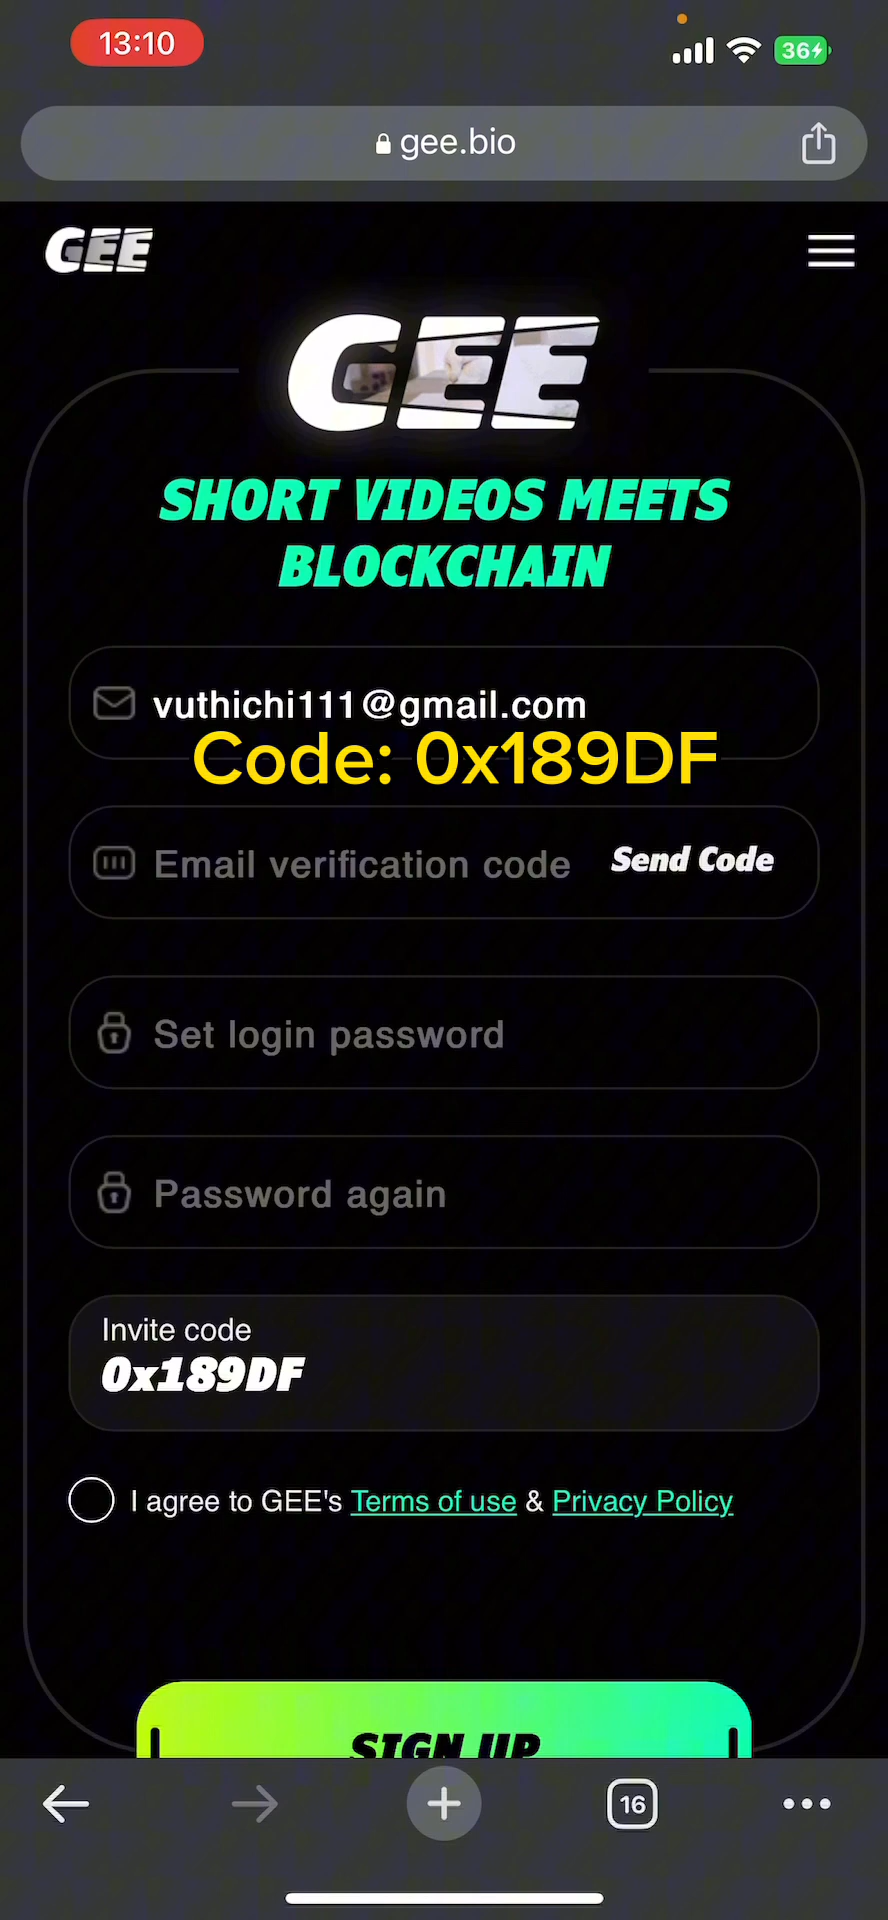 13:10
36
gee.bio
GEE
GEE
SHORT VIDEOS MEETS
BLOCKCHAIN
vuthichi111@gmail.com
Code: 0x189DF
Email verification code
Send Code
Set login password
Password again
Invite code
0x189DF
I agree to GEE's Terms of use & Privacy Policy
SIGN UP
16